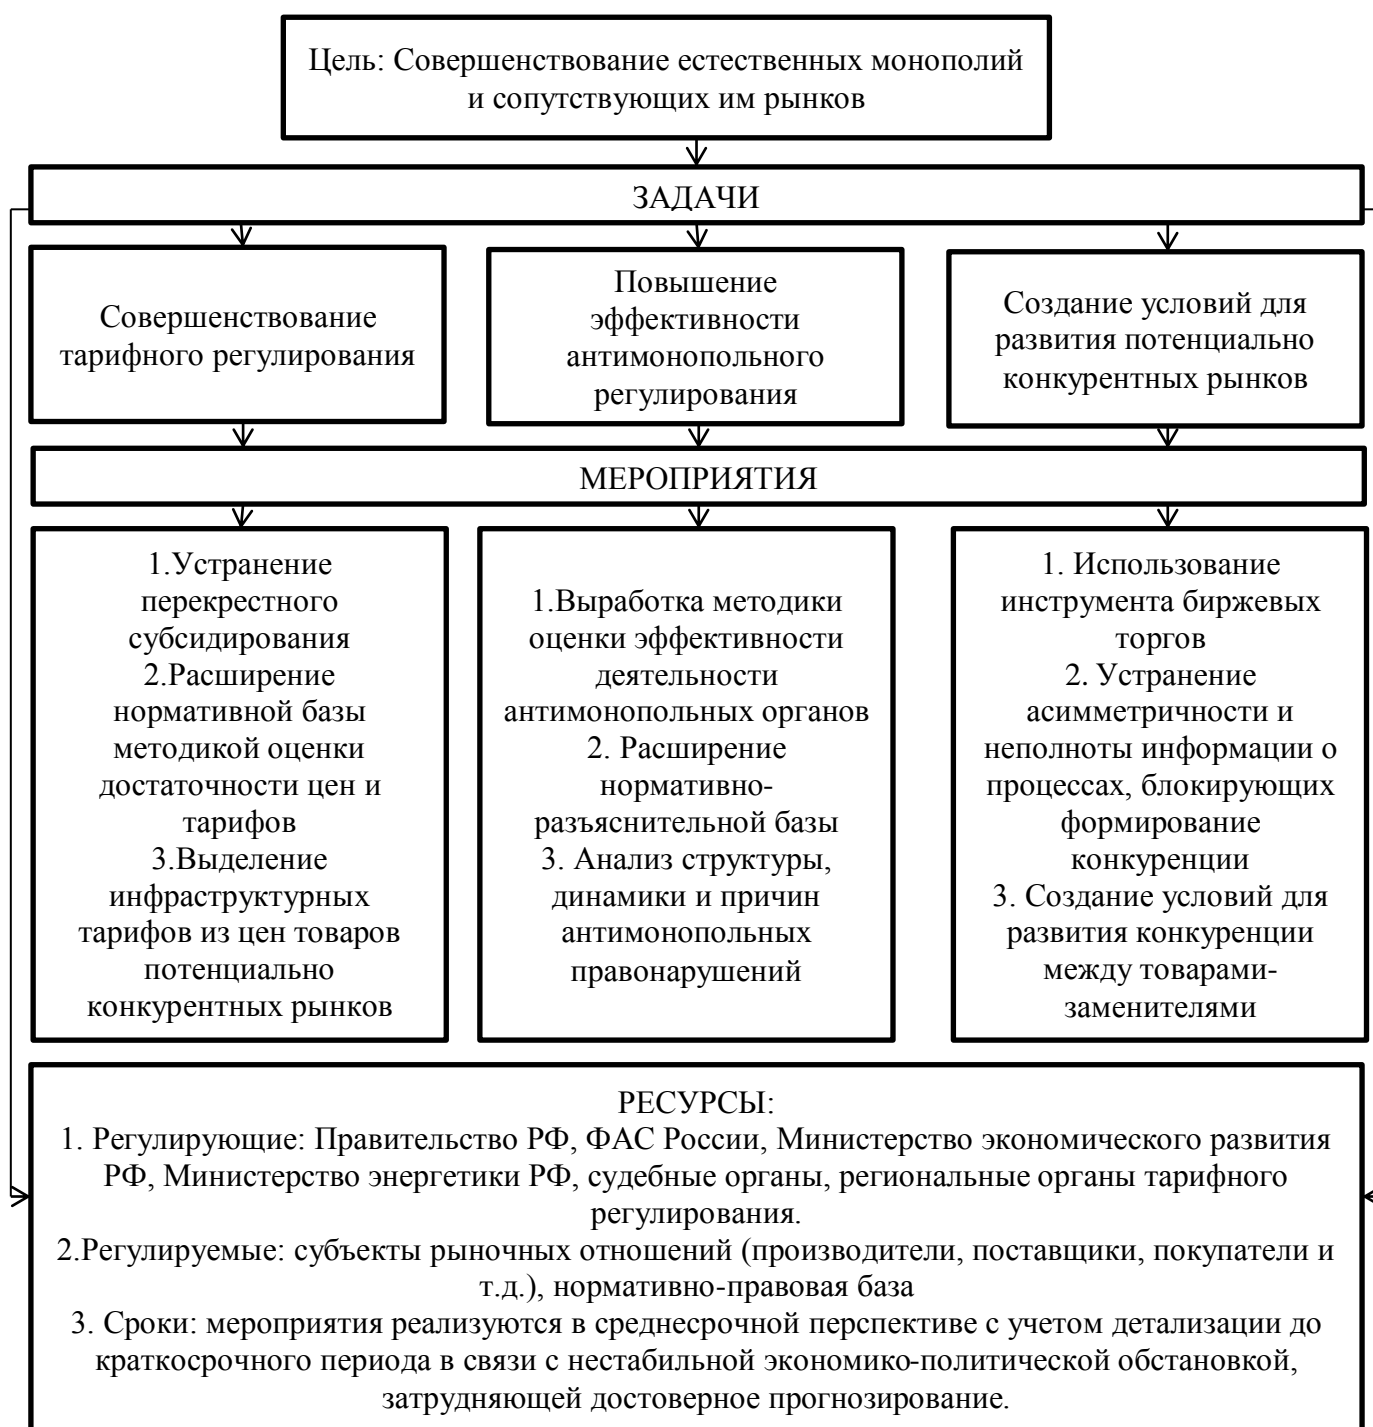 Цель: Совершенствование естественных монополий
и сопутствующих им рынков
ЗАДАЧИ
Совершенствование
тарифного регулирования
Повышение
эффективности
антимонопольного
регулирования
Создание условий для
развития потенциально
конкурентных рынков
МЕРОПРИЯТИЯ
1.Устранение
перекрестного
субсидирования
2.Расширение
нормативной базы
методикой оценки
достаточности цен и
тарифов
3.Выделение
инфраструктурных
тарифов из цен товаров
потенциально
конкурентных рынков
1.Выработка методики
оценки эффективности
деятельности
антимонопольных органов
2. Расширение
нормативно-
разъяснительной базы
3. Анализ структуры,
динамики и причин
антимонопольных
правонарушений
1. Использование
инструмента биржевых
торгов
2. Устранение
асимметричности и
неполноты информации о
процессах, блокирующих
формирование
конкуренции
3. Создание условий для
развития конкуренции
между товарами-
заменителями
РЕСУРСЫ:
1. Регулирующие: Правительство РФ, ФАС России, Министерство экономического развития
РФ, Министерство энергетики РФ, судебные органы, региональные органы тарифного
регулирования.
2.Регулируемые: субъекты рыночных отношений (производители, поставщики, покупатели и
т.д.), нормативно-правовая база
3. Сроки: мероприятия реализуются в среднесрочной перспективе с учетом детализации до
краткосрочного периода в связи с нестабильной экономико-политической обстановкой,
затрудняющей достоверное прогнозирование.